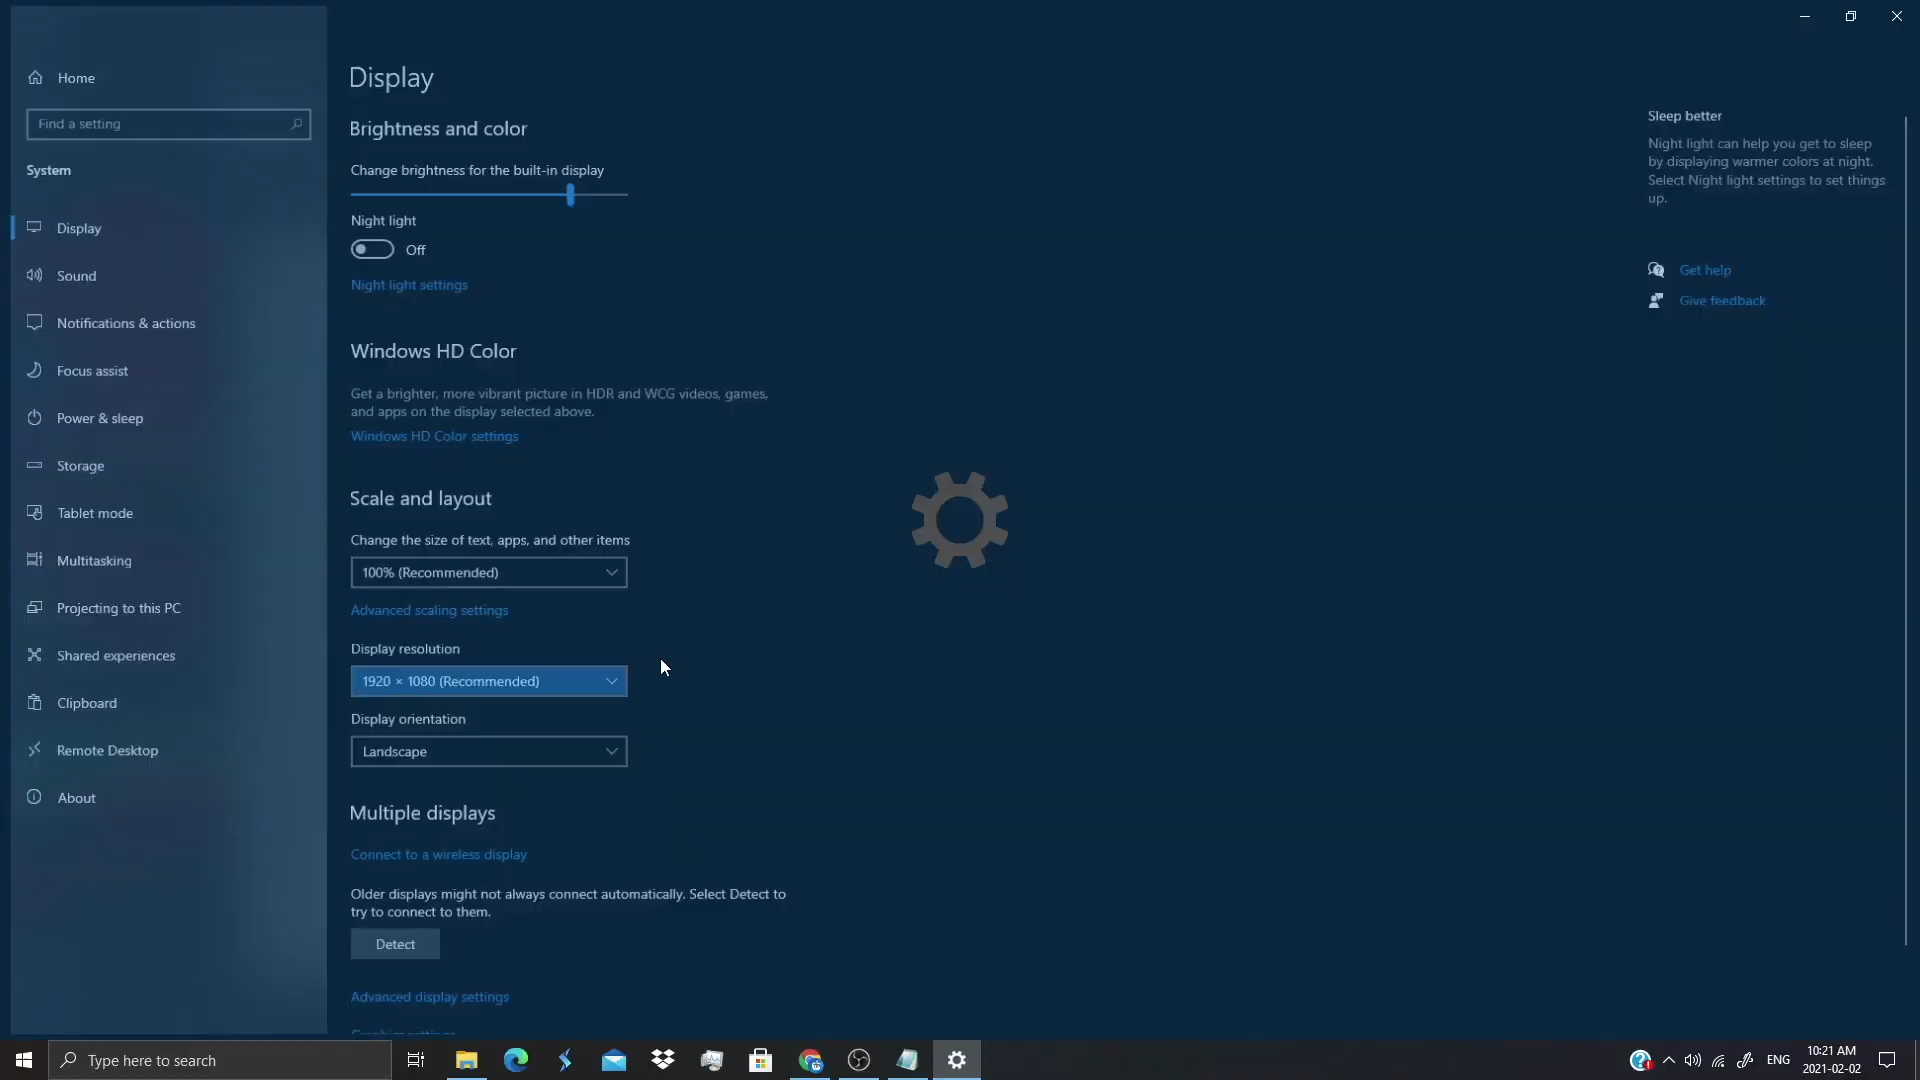 Home
Find a setting
System
Display
Sound
Notifications & actions
Focus assist
Power & sleep
Storage
Tablet mode
Multitasking
Projecting to this PC
Shared experiences
Clipboard
Remote Desktop
About
Display
Brightness and color
Change brightness for the built-in display
Night light
Off
Night light settings
Windows HD Color
Get a brighter, more vibrant picture in HDR and WCG videos, games,
and apps on the display selected above.
Windows HD Color settings
Scale and layout
Change the size of text, apps, and other items
100% (Recommended)
Advanced scaling settings
Display resolution
1920 × 1080 (Recommended)
Display orientation
Landscape
Multiple displays
Connect to a wireless display
Older displays might not always connect automatically. Select Detect to
try to connect to them.
Detect
Advanced display settings
Graphics settings
Sleep better
Night light can help you get to sleep
by displaying warmer colors at night.
Select Night light settings to set things
up.
Get help
Give feedback
Type here to search
ENG
10:21 AM
2021-02-02